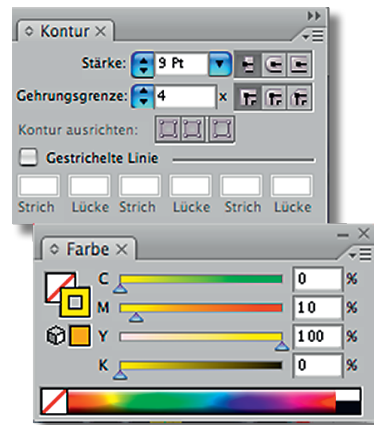 Kontur ×
Stärke: 9 Pt
Gehrungsgrenze: 4 x
Kontur ausrichten:
Gestrichelte Linie
Strich Lücke Strich Lücke Strich Lücke
Farbe ×
C 0 %
M 10 %
Y 100 %
K 0 %